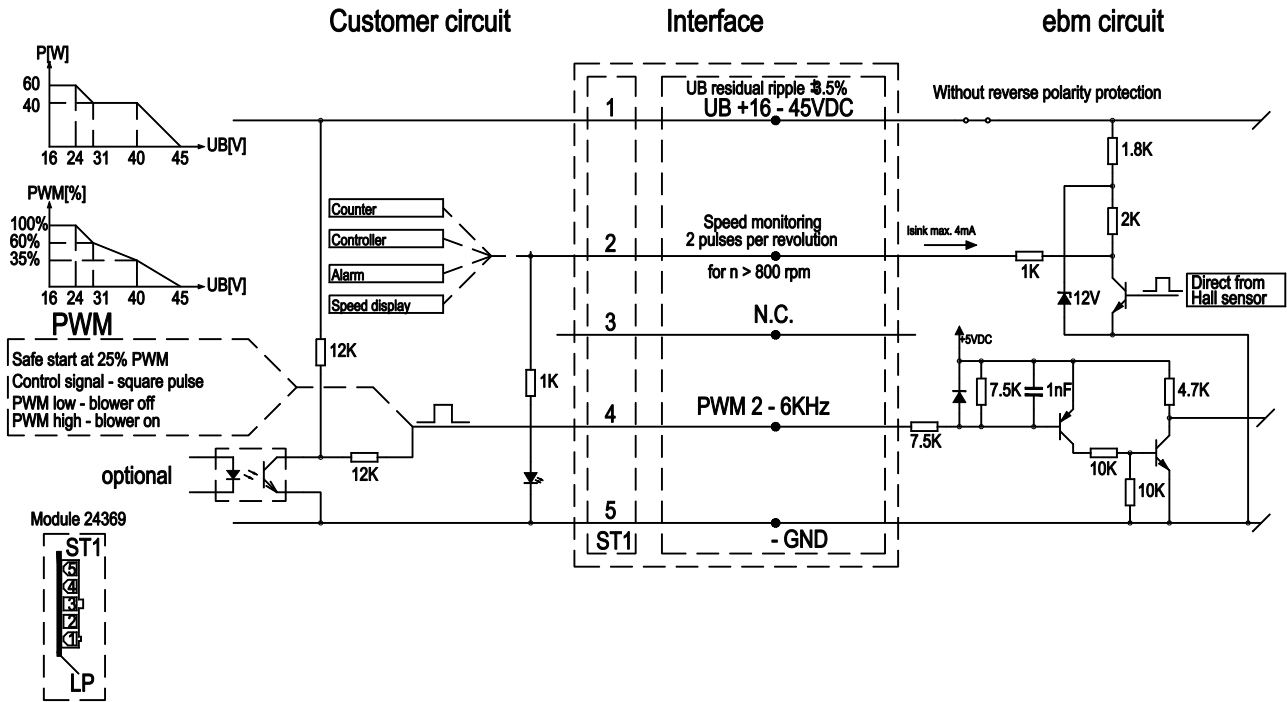 Customer circuit
Interface
ebm circuit
P[W]
60
40
16 24 31 40 45
UB[V]
PWM[%]
100%
60%
35%
16 24 31 40 45
UB[V]
PWM
Safe start at 25% PWM
Control signal - square pulse
PWM low - blower off
PWM high - blower on
optional
Module 24369
ST1
5
4
3
2
1
LP
Counter
Controller
Alarm
Speed display
12K
12K
1K
1
2
3
4
5
ST1
UB residual ripple ±3.5%
UB +16 - 45VDC
Speed monitoring
2 pulses per revolution
for n > 800 rpm
N.C.
PWM 2 - 6KHz
- GND
Without reverse polarity protection
1.8K
2K
Isink max. 4mA
1K
12V
Direct from
Hall sensor
+5VDC
7.5K
1nF
4.7K
7.5K
10K
10K